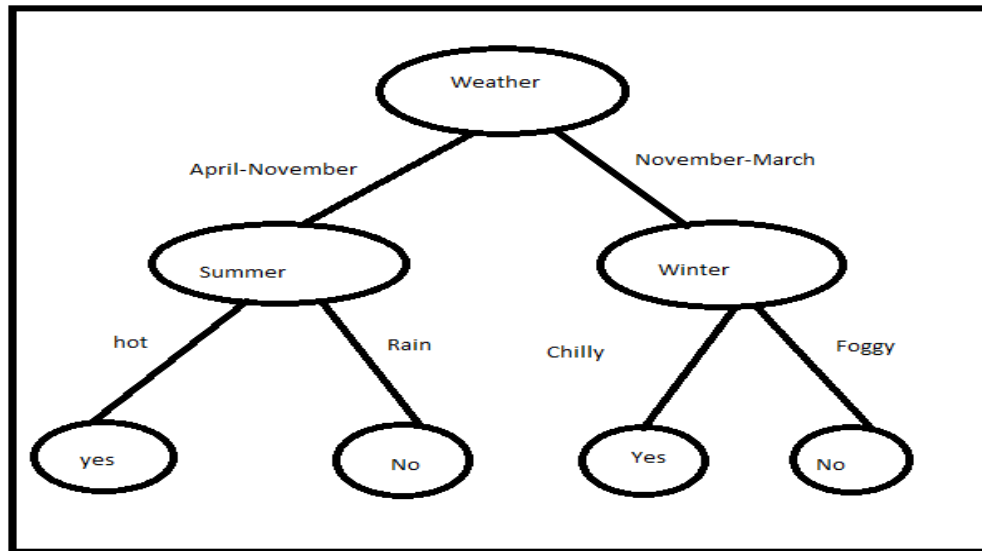 Weather
April-November
November-March
Summer
Winter
hot
Rain
Chilly
Foggy
yes
No
Yes
No